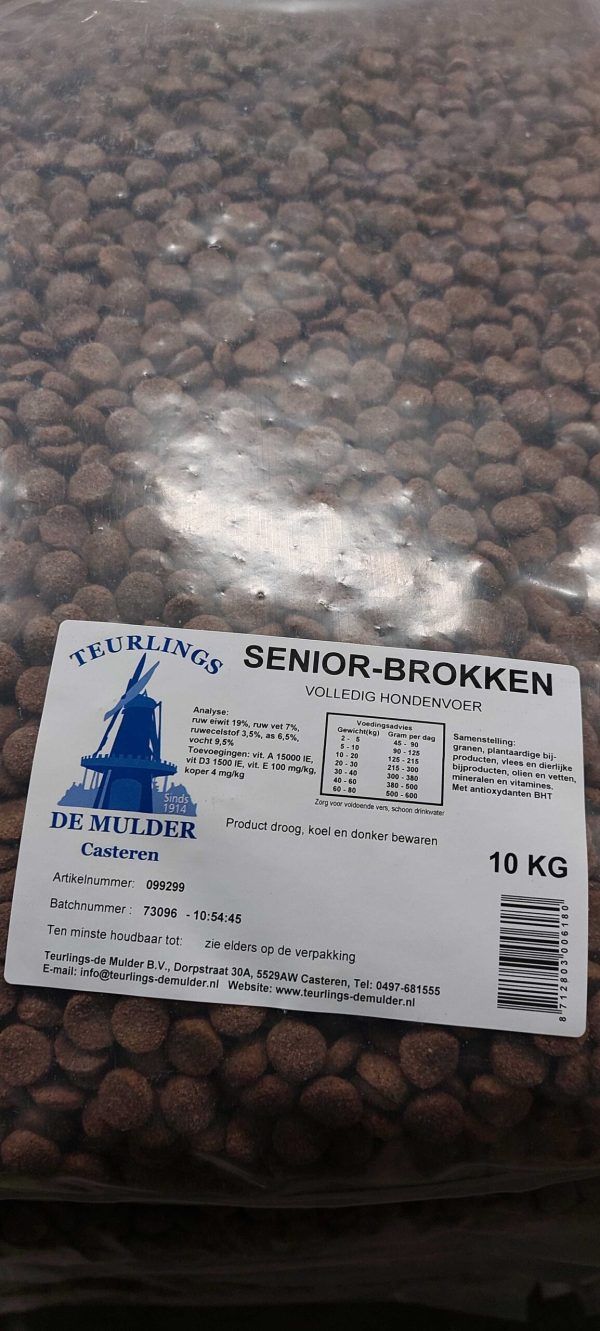 TEURLINGS
Sinds
1914
DE MULDER
Casteren
SENIOR-BROKKEN
VOLLEDIG HONDENVOER
Analyse:
ruw eiwit 19%, ruw vet 7%,
ruwecelstof 3,5%, as 6,5%,
vocht 9,5%
Toevoegingen: vit. A 15000 IE,
vit D3 1500 IE, vit. E 100 mg/kg,
koper 4 mg/kg
Voedingsadvies
Gewicht(kg) Gram per dag
2 - 5 45 - 90
5 - 10 90 - 125
10 - 20 125 - 215
20 - 30 215 - 300
30 - 40 300 - 380
40 - 60 380 - 500
60 - 80 500 - 600
Zorg voor voldoende vers, schoon drinkwater
Samenstelling:
granen, plantaardige bij-
producten, vlees en dierlijke
bijproducten, olien en vetten,
mineralen en vitamines.
Met antioxydanten BHT
Product droog, koel en donker bewaren
10 KG
Artikelnummer: 099299
Batchnummer : 73096 - 10:54:45
Ten minste houdbaar tot: zie elders op de verpakking
Teurlings-de Mulder B.V., Dorpstraat 30A, 5529AW Casteren, Tel: 0497-681555
E-mail: info@teurlings-demulder.nl Website: www.teurlings-demulder.nl
8 712803 006180